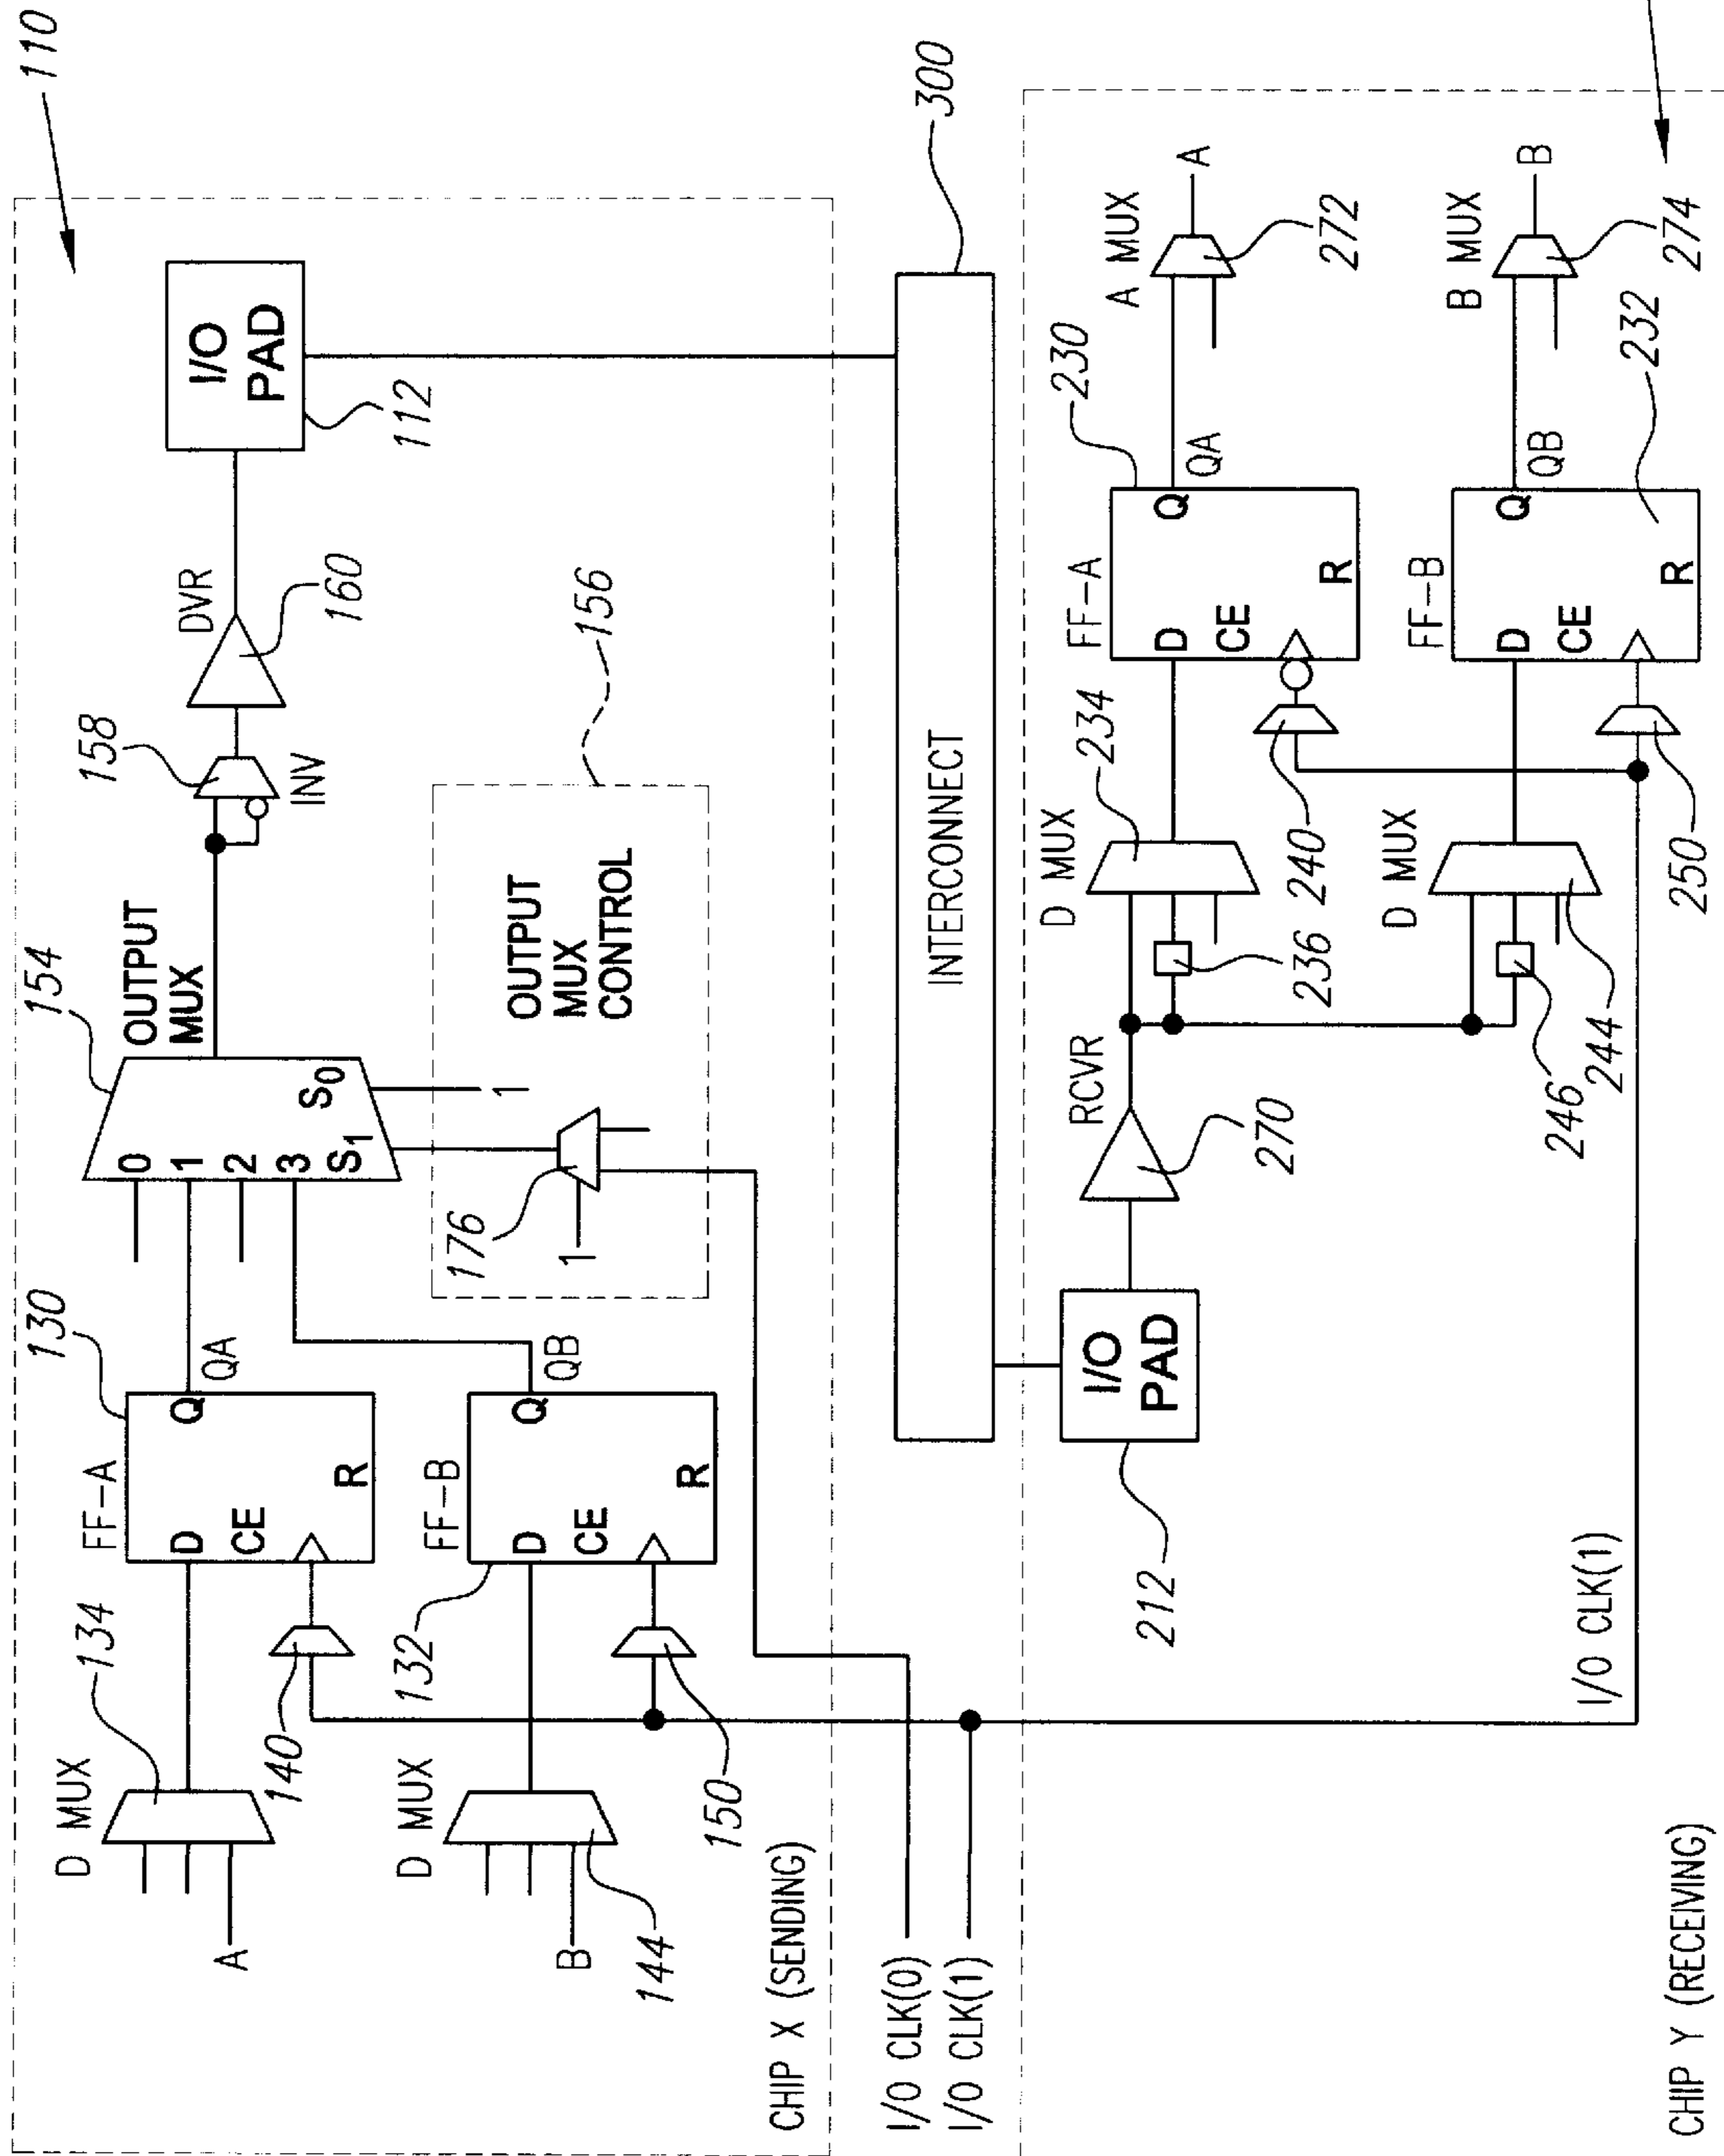 110
I/O
PAD
112
DVR
160
158
INV
156
154
OUTPUT
MUX
0
1
2
3
S1
S0
1
OUTPUT
MUX
CONTROL
176
1
130
FF-A
D
Q
QA
CE
R
132
FF-B
D
Q
QB
CE
R
D MUX
134
A
140
D MUX
144
B
150
CHIP X (SENDING)
I/O CLK(0)
I/O CLK(1)
INTERCONNECT
300
I/O
PAD
212
RCVR
270
D MUX
234
236
240
D MUX
244
246
250
FF-A
230
D
Q
QA
CE
R
FF-B
232
D
Q
QB
CE
R
A MUX
A
272
B MUX
B
274
I/O CLK(1)
CHIP Y (RECEIVING)